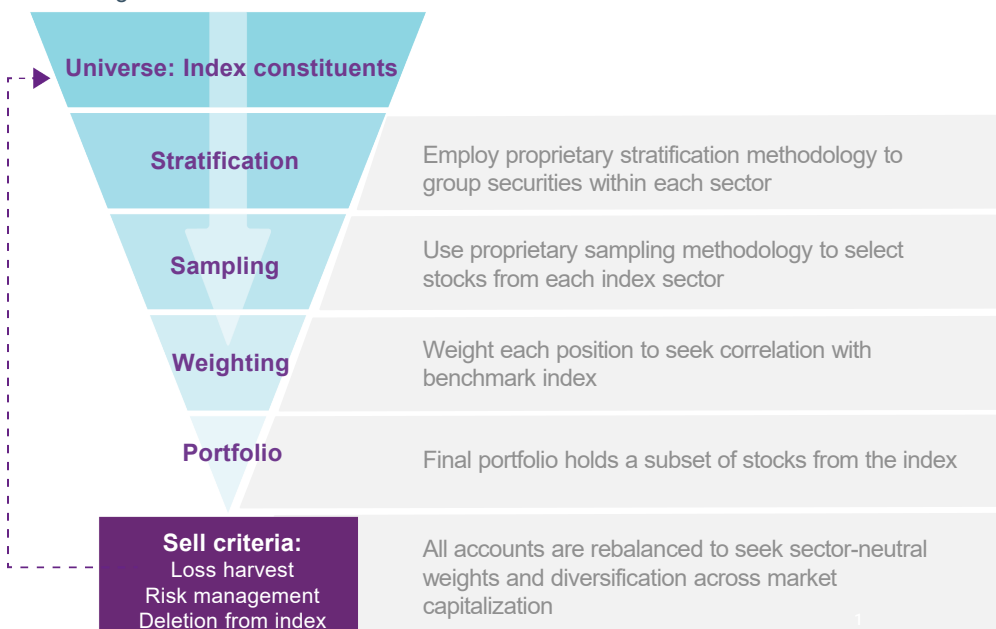 Universe: Index constituents
Stratification
Employ proprietary stratification methodology to
group securities within each sector
Sampling
Use proprietary sampling methodology to select
stocks from each index sector
Weighting
Weight each position to seek correlation with
benchmark index
Portfolio
Final portfolio holds a subset of stocks from the index
Sell criteria:
Loss harvest
Risk management
Deletion from index
All accounts are rebalanced to seek sector-neutral
weights and diversification across market
capitalization
1